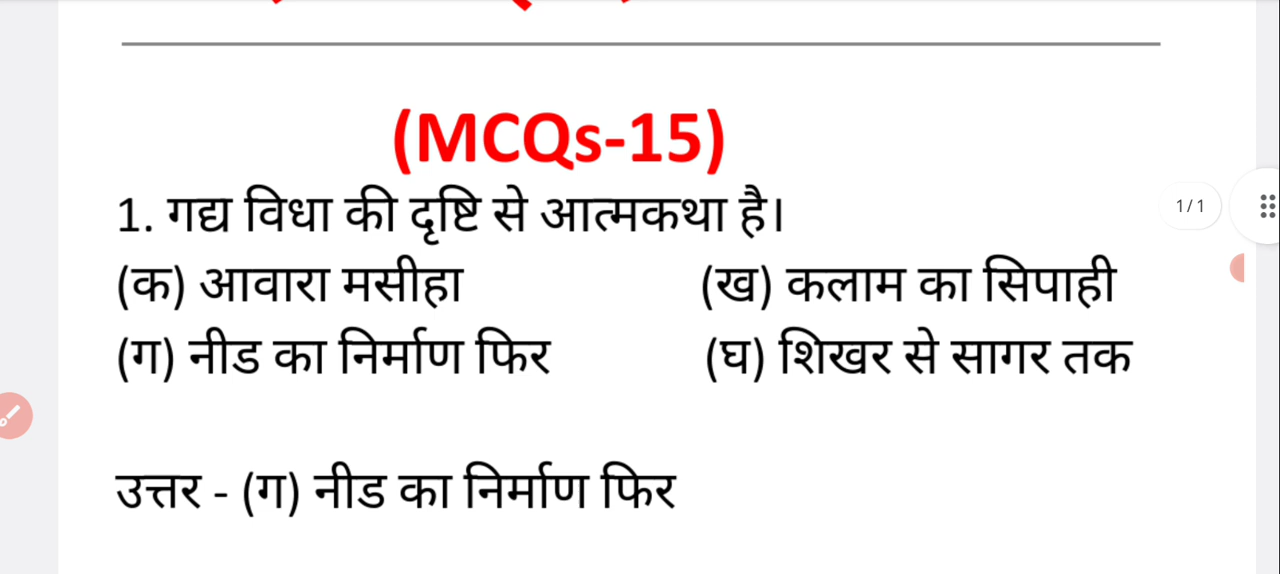 (MCQs-15)
1. गद्य विधा की दृष्टि से आत्मकथा है।
(क) आवारा मसीहा (ख) कलाम का सिपाही
(ग) नीड का निर्माण फिर (घ) शिखर से सागर तक
उत्तर - (ग) नीड का निर्माण फिर
1/1